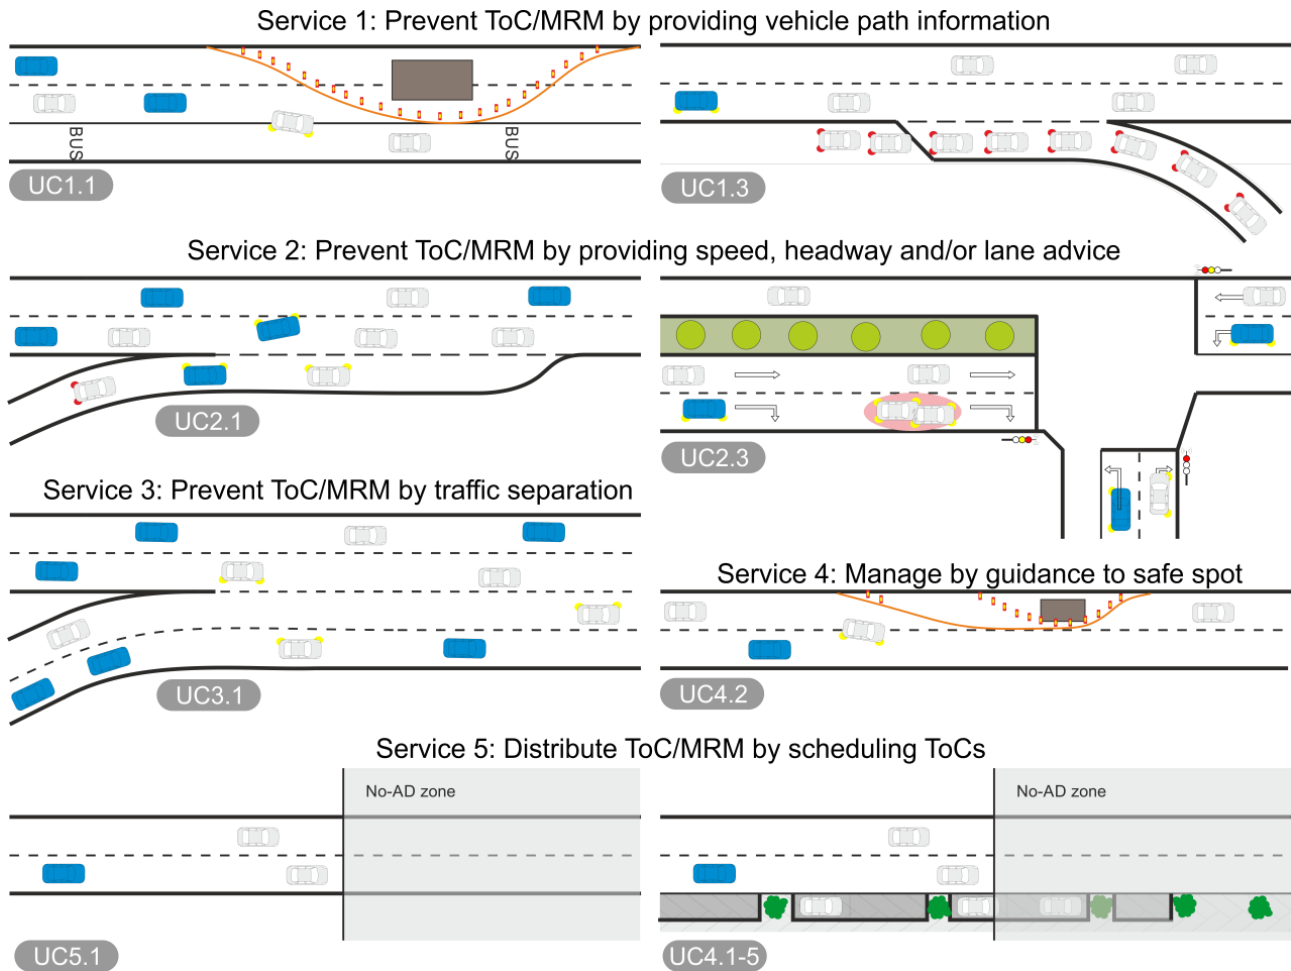 Service 1: Prevent ToC/MRM by providing vehicle path information
BUS
BUS
UC1.1
UC1.3
Service 2: Prevent ToC/MRM by providing speed, headway and/or lane advice
UC2.1
UC2.3
Service 3: Prevent ToC/MRM by traffic separation
UC3.1
Service 4: Manage by guidance to safe spot
UC4.2
Service 5: Distribute ToC/MRM by scheduling ToCs
No-AD zone
No-AD zone
UC5.1
UC4.1-5